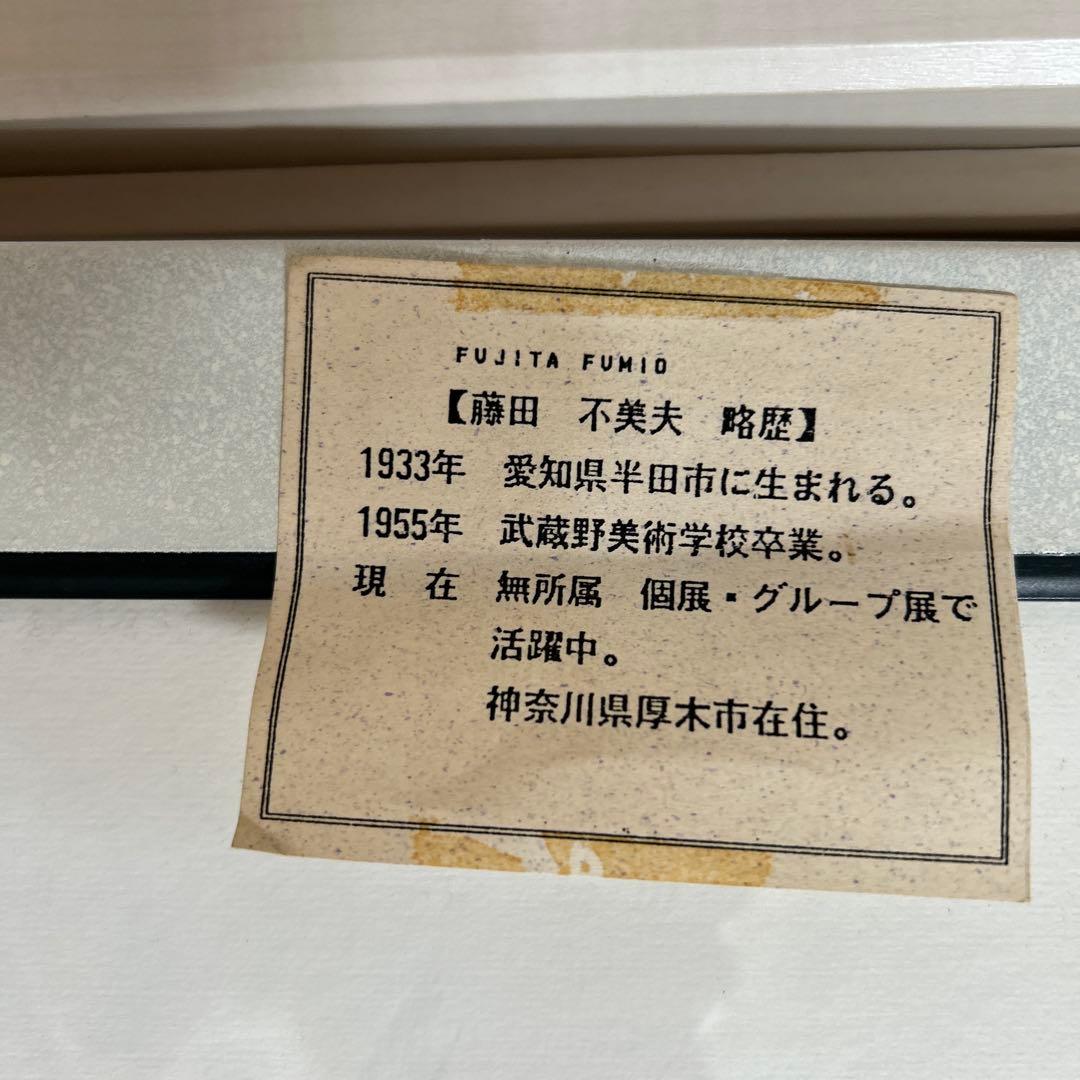 FUJITA FUMIO
【藤田　不美夫　略歴】
1933年　愛知県半田市に生まれる。
1955年　武蔵野美術学校卒業。
現　在　無所属　個展・グループ展で
活躍中。
神奈川県厚木市在住。